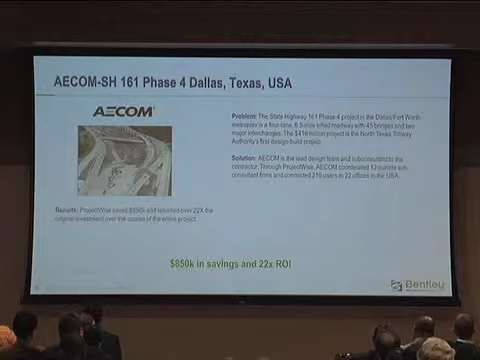 AECOM-SH 161 Phase 4 Dallas, Texas, USA
AECOM
Problem: The State Highway 161 Phase 4 project in the Dallas/Fort Worth
metroplex is a four-lane, 6.5-mile tolled roadway with 45 bridges and two
major interchanges. The $416 million project is the North Texas Tollway
Authority's first design-build project.
Solution: AECOM is the lead design team and subconsultant to the
contractor. Through ProjectWise, AECOM coordinated 12 outside sub-
consultant firms and connected 210 users in 22 offices in the USA.
Results: ProjectWise saved $850k and returned over 22X the
original investment over the course of the entire project.
$850k in savings and 22x ROI
Bentley